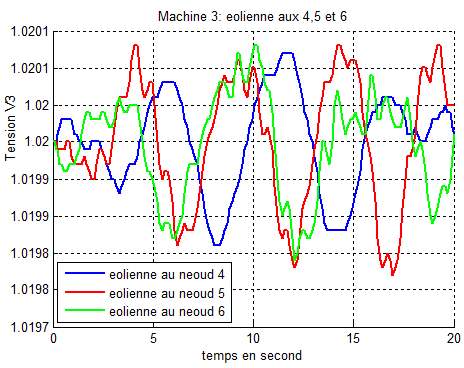 Machine 3: eolienne aux 4,5 et 6
Tension V3
1.0201
1.0201
1.02
1.02
1.0199
1.0199
1.0198
1.0198
1.0197
eolienne au neoud 4
eolienne au neoud 5
eolienne au neoud 6
0 5 10 15 20
temps en second